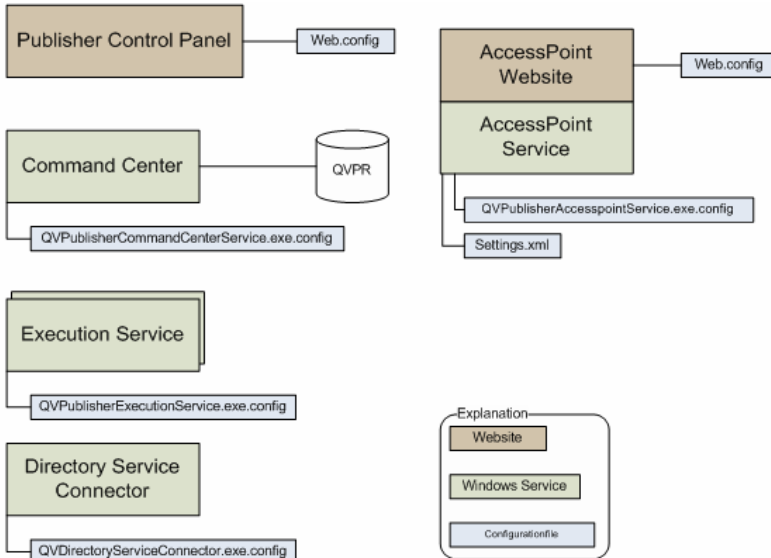 Publisher Control Panel
Web.config
Command Center
QVPR
QVPublisherCommandCenterService.exe.config
Execution Service
QVPublisherExecutionService.exe.config
Directory Service
Connector
QVDirectoryServiceConnector.exe.config
AccessPoint
Website
Web.config
AccessPoint
Service
QVPublisherAccesspointService.exe.config
Settings.xml
Explanation
Website
Windows Service
Configurationfile